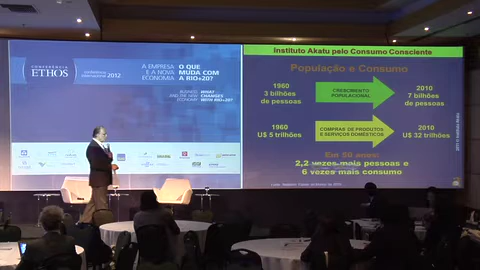 CONFERÊNCIA
ETHOS
conferência
internacional 2012
A EMPRESA
E A NOVA
ECONOMIA
O QUE
MUDA COM
A RIO+20?
BUSINESS
AND THE NEW
ECONOMY:
WHAT
CHANGES
WITH RIO+20?
Instituto Akatu pelo Consumo Consciente
População e Consumo
1960
3 bilhões
de pessoas
CRESCIMENTO
POPULACIONAL
2010
7 bilhões
de pessoas
1960
U$ 5 trilhões
COMPRAS DE PRODUTOS
E SERVIÇOS DOMÉSTICOS
2010
U$ 32 trilhões
Em 50 anos:
2,2 vezes mais pessoas e
6 vezes mais consumo